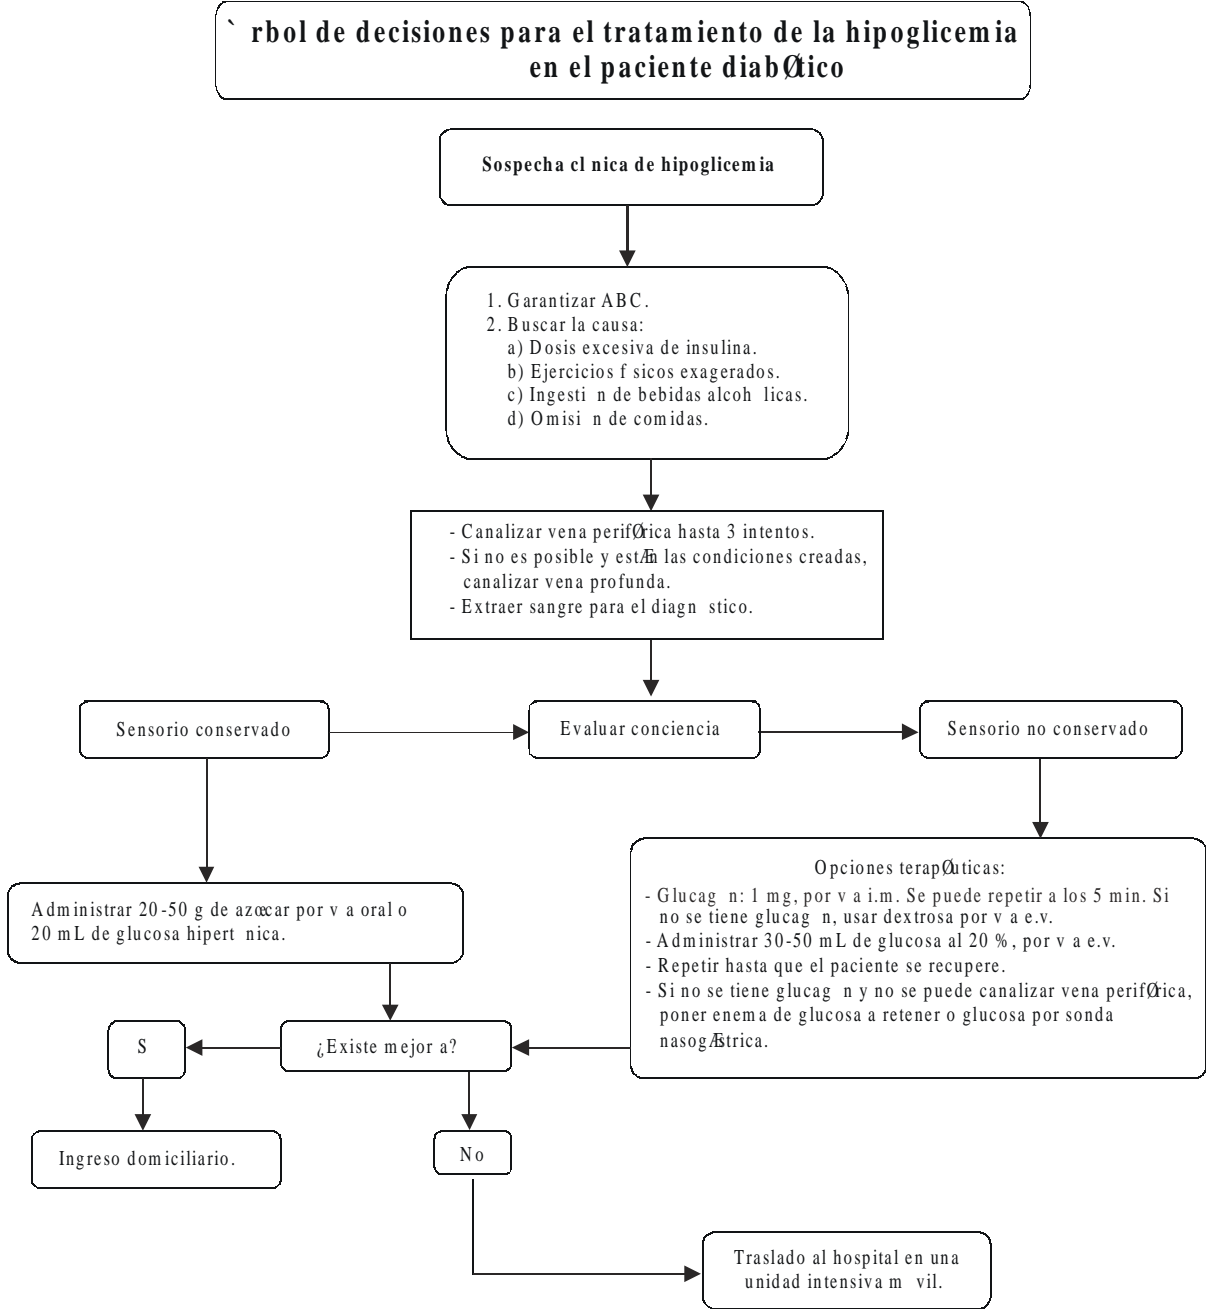 ` rbol de decisiones para el tratamiento de la hipoglicemia
en el paciente diabØtico
Sospecha cl nica de hipoglicemia
1. Garantizar ABC.
2. Buscar la causa:
a) Dosis excesiva de insulina.
b) Ejercicios f sicos exagerados.
c) Ingesti n de bebidas alcoh licas.
d) Omisi n de comidas.
- Canalizar vena perifØrica hasta 3 intentos.
- Si no es posible y estÆn las condiciones creadas,
canalizar vena profunda.
- Extraer sangre para el diagn stico.
Sensorio conservado
Evaluar conciencia
Sensorio no conservado
Administrar 20-50 g de azœcar por v a oral o
20 mL de glucosa hipert nica.
Opciones terapØuticas:
- Glucag n: 1 mg, por v a i.m. Se puede repetir a los 5 min. Si
no se tiene glucag n, usar dextrosa por v a e.v.
- Administrar 30-50 mL de glucosa al 20 %, por v a e.v.
- Repetir hasta que el paciente se recupere.
- Si no se tiene glucag n y no se puede canalizar vena perifØrica,
poner enema de glucosa a retener o glucosa por sonda
nasogÆstrica.
S
¿Existe mejor a?
Ingreso domiciliario.
No
Traslado al hospital en una
unidad intensiva m vil.